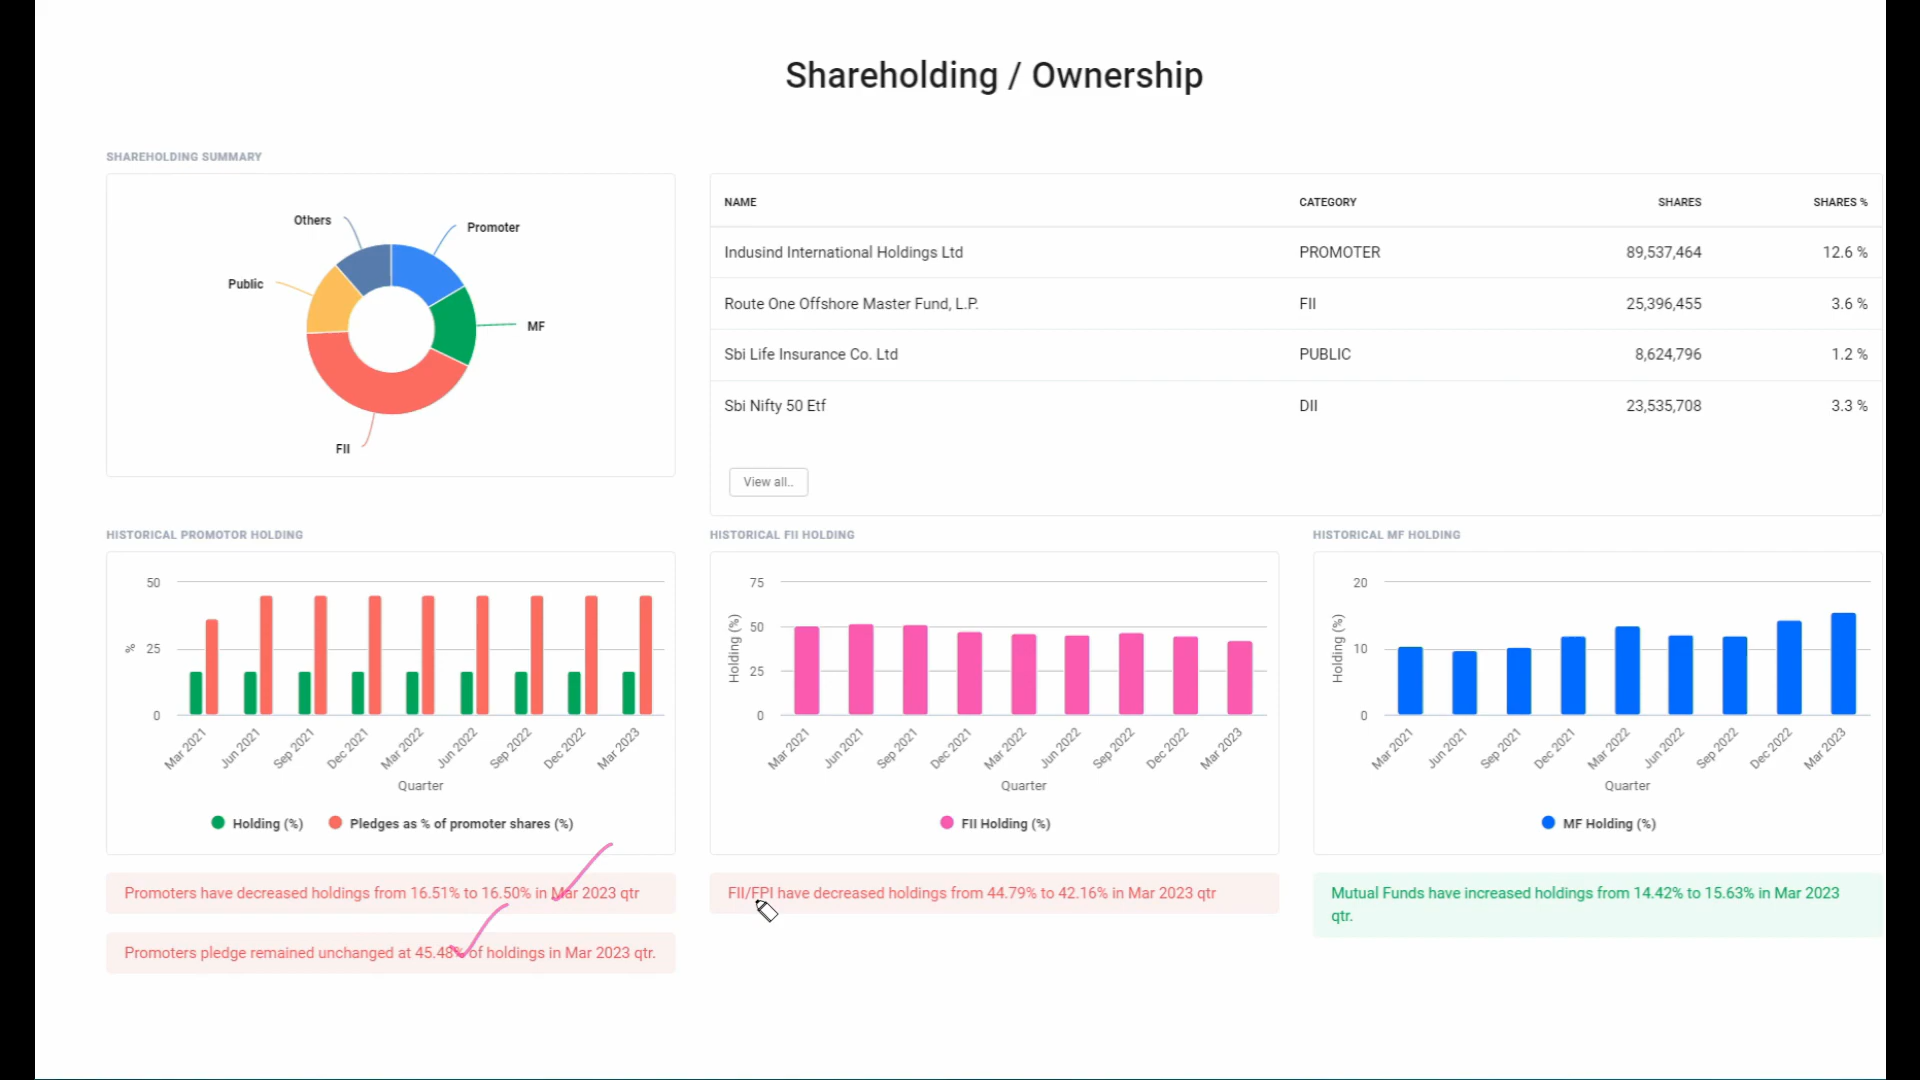 Shareholding / Ownership
SHAREHOLDING SUMMARY
Others
Promoter
Public
MF
FII
NAME CATEGORY SHARES SHARES %
Indusind International Holdings Ltd PROMOTER 89,537,464 12.6 %
Route One Offshore Master Fund, L.P. FII 25,396,455 3.6 %
Sbi Life Insurance Co. Ltd PUBLIC 8,624,796 1.2 %
Sbi Nifty 50 Etf DII 23,535,708 3.3 %
View all..
HISTORICAL PROMOTOR HOLDING
50
25
0
%
Mar 2021 Jun 2021 Sep 2021 Dec 2021 Mar 2022 Jun 2022 Sep 2022 Dec 2022 Mar 2023
Quarter
Holding (%) Pledges as % of promoter shares (%)
Promoters have decreased holdings from 16.51% to 16.50% in Mar 2023 qtr
Promoters pledge remained unchanged at 45.48% of holdings in Mar 2023 qtr.
HISTORICAL FII HOLDING
75
50
25
0
Holding (%)
Mar 2021 Jun 2021 Sep 2021 Dec 2021 Mar 2022 Jun 2022 Sep 2022 Dec 2022 Mar 2023
Quarter
FII Holding (%)
FII/FPI have decreased holdings from 44.79% to 42.16% in Mar 2023 qtr
HISTORICAL MF HOLDING
20
10
0
Holding (%)
Mar 2021 Jun 2021 Sep 2021 Dec 2021 Mar 2022 Jun 2022 Sep 2022 Dec 2022 Mar 2023
Quarter
MF Holding (%)
Mutual Funds have increased holdings from 14.42% to 15.63% in Mar 2023
qtr.